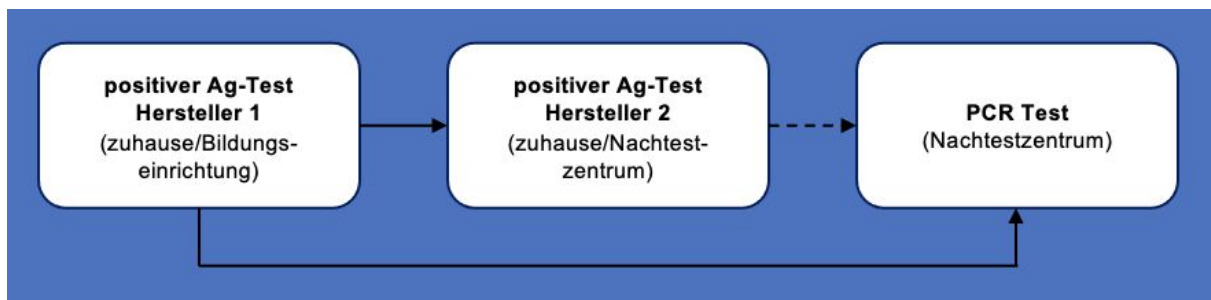 positiver Ag-Test
Hersteller 1
(zuhause/Bildungs-
einrichtung)
positiver Ag-Test
Hersteller 2
(zuhause/Nachtest-
zentrum)
PCR Test
(Nachtestzentrum)